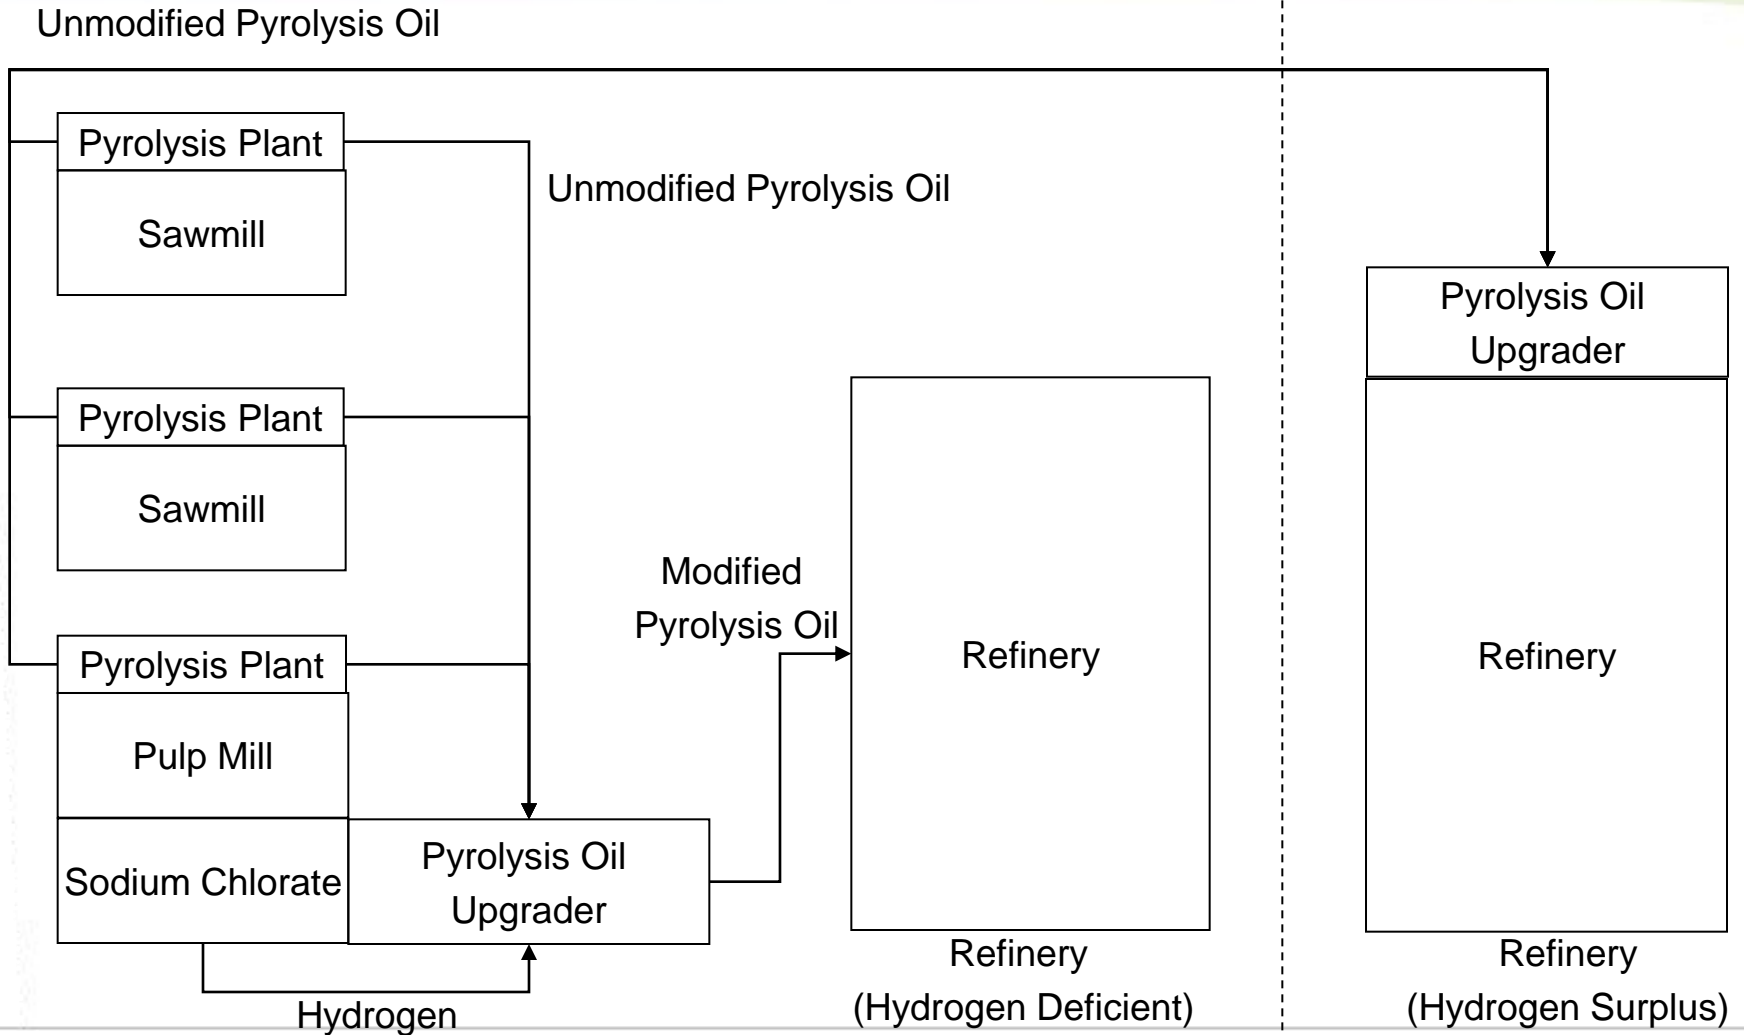 Unmodified Pyrolysis Oil
Pyrolysis Plant
Sawmill
Unmodified Pyrolysis Oil
Pyrolysis Plant
Sawmill
Pyrolysis Plant
Pulp Mill
Sodium Chlorate
Pyrolysis Oil
Upgrader
Hydrogen
Modified
Pyrolysis Oil
Refinery
Refinery
(Hydrogen Deficient)
Pyrolysis Oil
Upgrader
Refinery
Refinery
(Hydrogen Surplus)